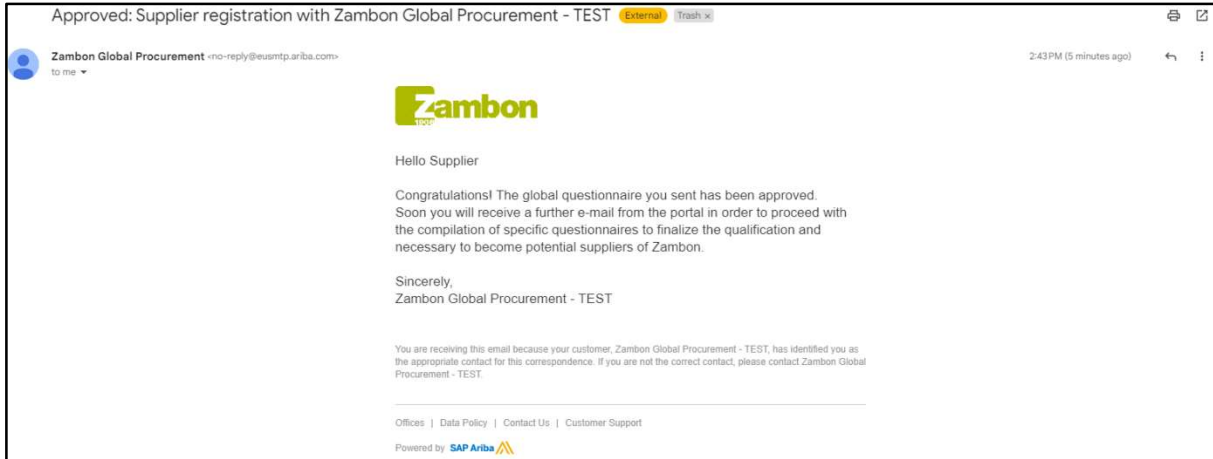 Approved: Supplier registration with Zambon Global Procurement - TEST External Trash ×
Zambon Global Procurement <no-reply@eusmtp.ariba.com> 2:43 PM (5 minutes ago)
to me
Zambon
1906
Hello Supplier
Congratulations! The global questionnaire you sent has been approved.
Soon you will receive a further e-mail from the portal in order to proceed with
the compilation of specific questionnaires to finalize the qualification and
necessary to become potential suppliers of Zambon.
Sincerely,
Zambon Global Procurement - TEST
You are receiving this email because your customer, Zambon Global Procurement - TEST, has identified you as
the appropriate contact for this correspondence. If you are not the correct contact, please contact Zambon Global
Procurement - TEST.
Offices | Data Policy | Contact Us | Customer Support
Powered by SAP Ariba